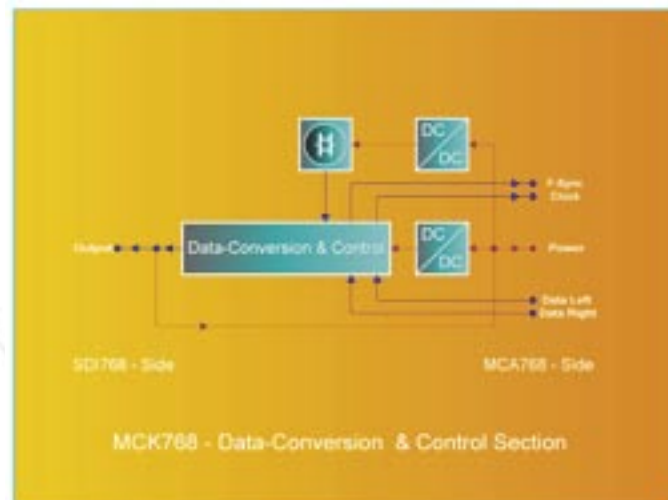 DC
DC
F-Sync
Clock
Output
Data-Conversion & Control
DC
DC
Power
Data Left
Data Right
SDI768 - Side
MCA768 - Side
MCK768 - Data-Conversion & Control Section